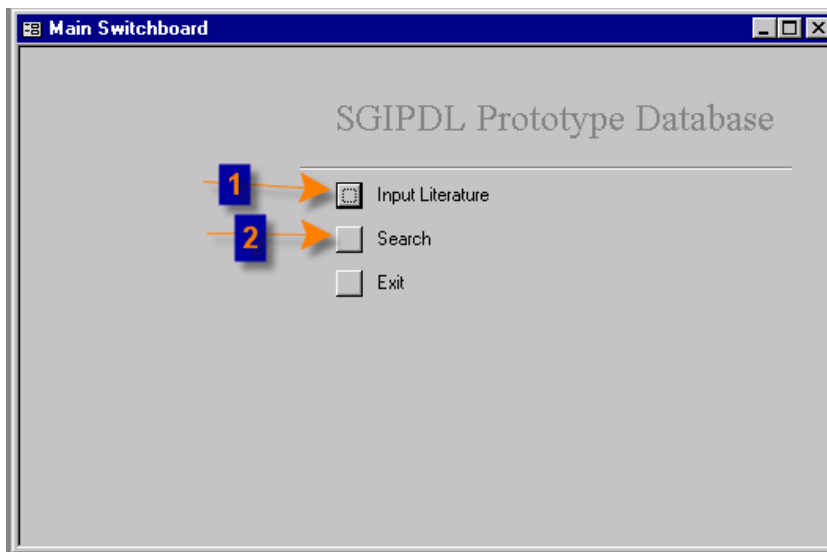 Main Switchboard
SGIPDL Prototype Database
1 Input Literature
2 Search
Exit